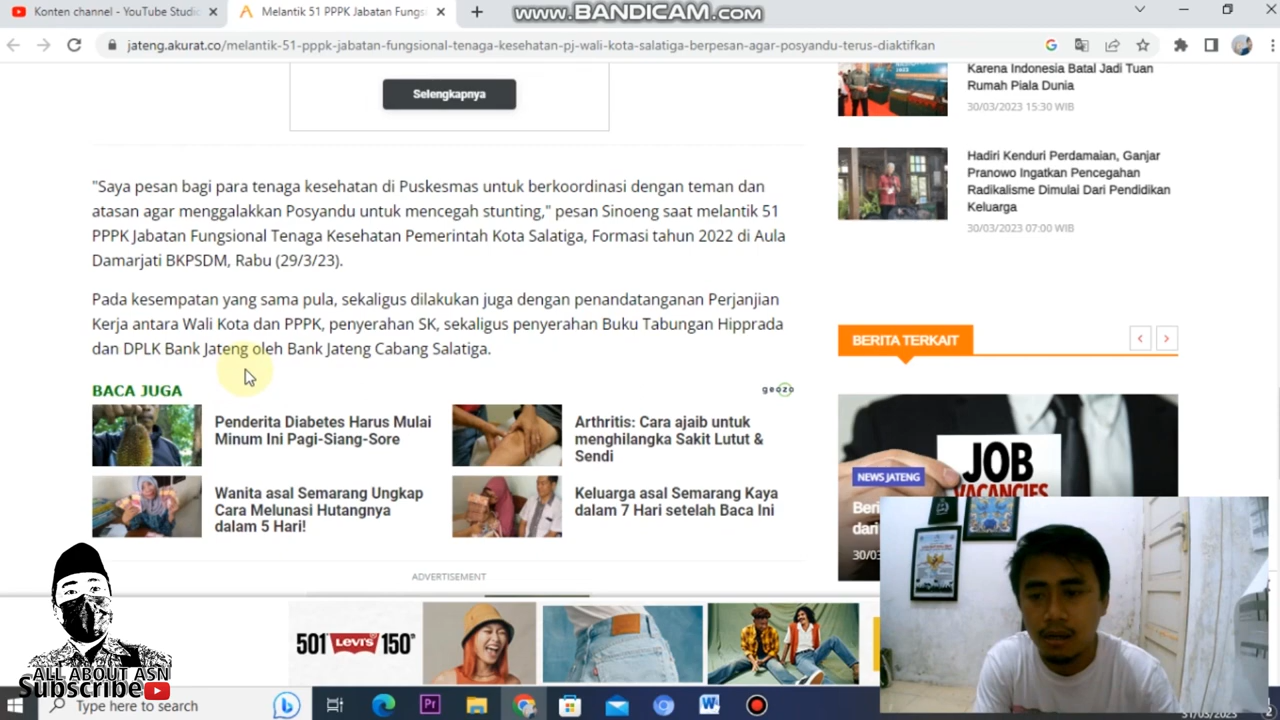 Konten channel - YouTube Studio
Melantik 51 PPPK Jabatan Fungs
www.BANDICAM.com
jateng.akurat.co/melantik-51-pppk-jabatan-fungsional-tenaga-kesehatan-pj-wali-kota-salatiga-berpesan-agar-posyandu-terus-diaktifkan
Selengkapnya
"Saya pesan bagi para tenaga kesehatan di Puskesmas untuk berkoordinasi dengan teman dan
atasan agar menggalakkan Posyandu untuk mencegah stunting," pesan Sinoeng saat melantik 51
PPPK Jabatan Fungsional Tenaga Kesehatan Pemerintah Kota Salatiga, Formasi tahun 2022 di Aula
Damarjati BKPSDM, Rabu (29/3/23).
Pada kesempatan yang sama pula, sekaligus dilakukan juga dengan penandatanganan Perjanjian
Kerja antara Wali Kota dan PPPK, penyerahan SK, sekaligus penyerahan Buku Tabungan Hipprada
dan DPLK Bank Jateng oleh Bank Jateng Cabang Salatiga.
BACA JUGA
geozo
Penderita Diabetes Harus Mulai
Minum Ini Pagi-Siang-Sore
Arthritis: Cara ajaib untuk
menghilangka Sakit Lutut &
Sendi
Wanita asal Semarang Ungkap
Cara Melunasi Hutangnya
dalam 5 Hari!
Keluarga asal Semarang Kaya
dalam 7 Hari setelah Baca Ini
ADVERTISEMENT
501 LEVI'S 150
Karena Indonesia Batal Jadi Tuan
Rumah Piala Dunia
30/03/2023 15:30 WIB
Hadiri Kenduri Perdamaian, Ganjar
Pranowo Ingatkan Pencegahan
Radikalisme Dimulai Dari Pendidikan
Keluarga
30/03/2023 07:00 WIB
BERITA TERKAIT
JOB
VACANCIES
NEWS JATENG
Beri
dari
30/03
ALL ABOUT ASN
Subscribe
Type here to search
31/03/2023